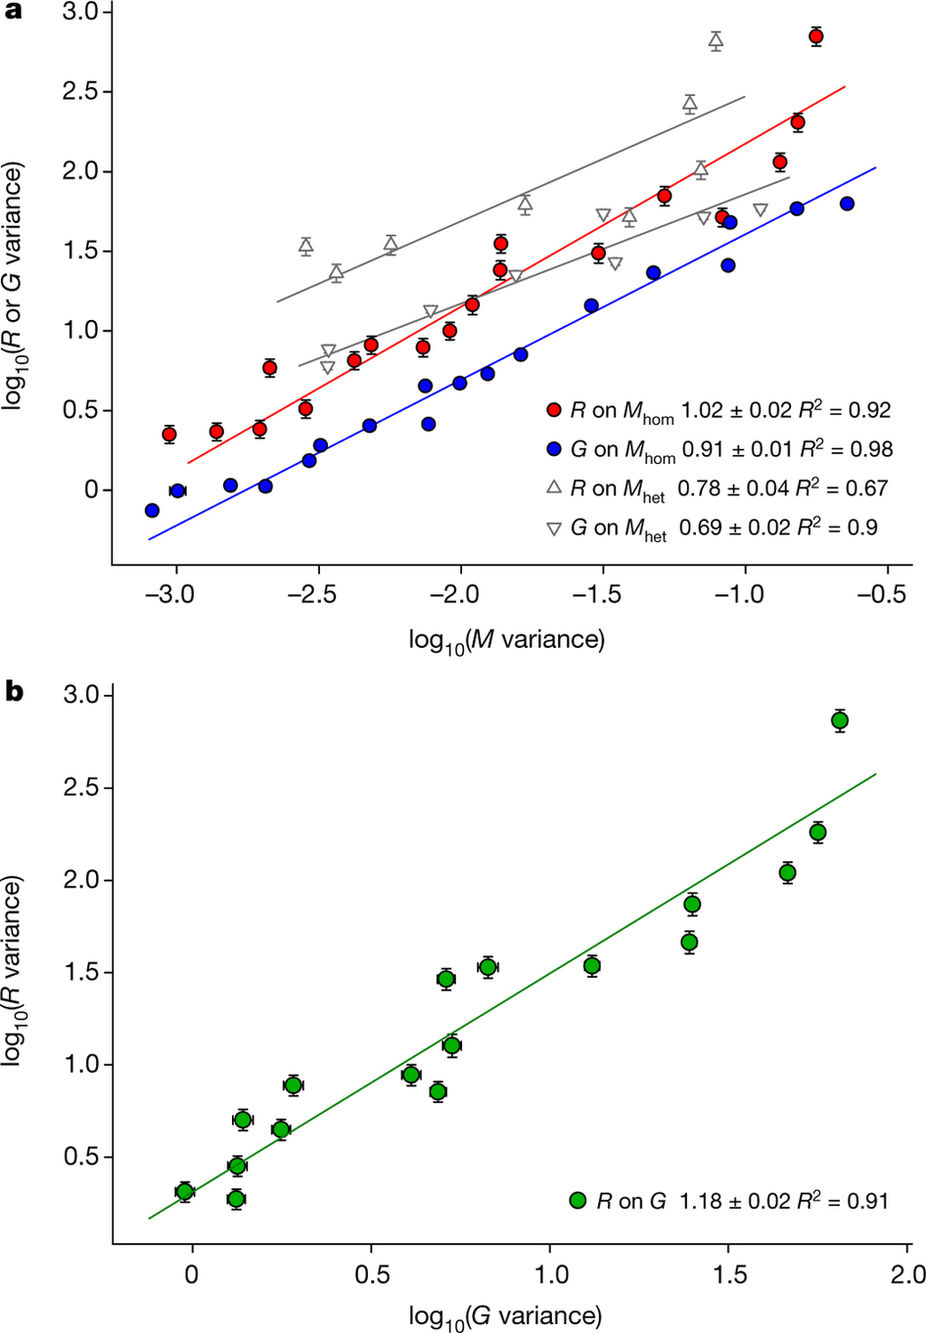 a
3.0
2.5
2.0
1.5
1.0
0.5
0
log10(R or G variance)
R on Mhom 1.02 ± 0.02 R² = 0.92
G on Mhom 0.91 ± 0.01 R² = 0.98
R on Mhet 0.78 ± 0.04 R² = 0.67
G on Mhet 0.69 ± 0.02 R² = 0.9
−3.0 −2.5 −2.0 −1.5 −1.0 −0.5
log10(M variance)
b
3.0
2.5
2.0
1.5
1.0
0.5
log10(R variance)
R on G 1.18 ± 0.02 R² = 0.91
0 0.5 1.0 1.5 2.0
log10(G variance)